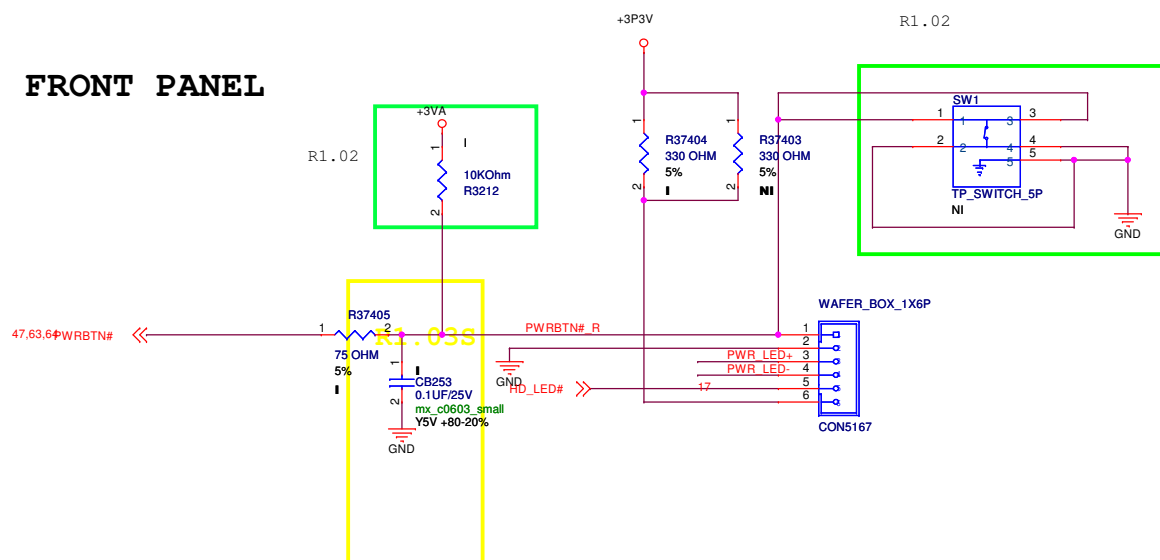 +3P3V
R1.02
FRONT PANEL
+3VA
1
I
R1.02
10KOhm
R3212
2
1
R37404
330 OHM
5%
I
2
1
R37403
330 OHM
5%
NI
2
SW1
1
1
3
3
2
2
4
4
5
5
TP_SWITCH_5P
NI
GND
WAFER_BOX_1X6P
47,63,64
PWRBTN#
R37405
1
2
R1.03S
75 OHM
5%
I
PWRBTN#_R
1
I
CB253
0.1UF/25V
mx_c0603_small
Y5V +80-20%
2
GND
GND
PWR_LED+
PWR_LED-
HD_LED#
17
1
2
3
4
5
6
CON5167